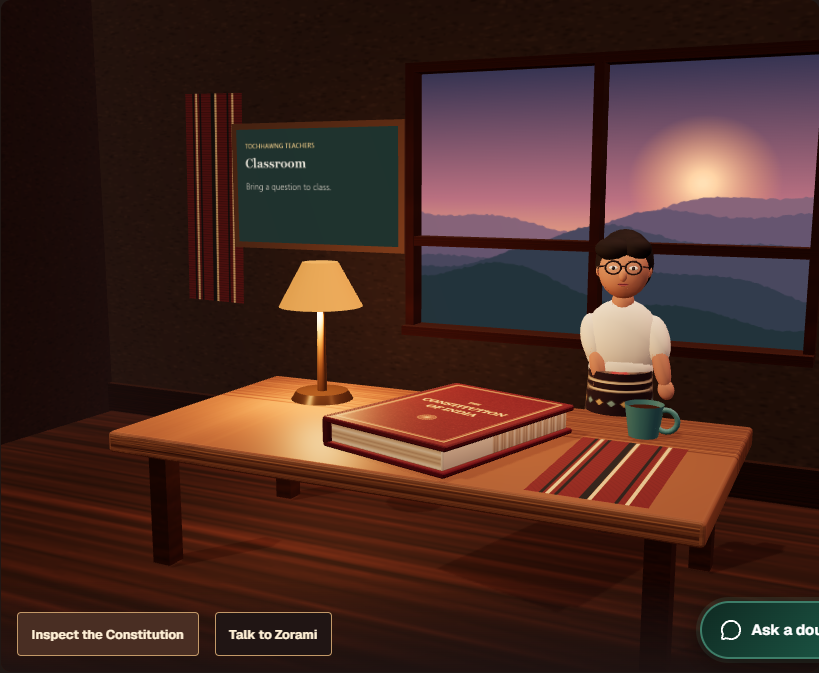 TOCHHAWNG TEACHERS
Classroom
Bring a question to class.
THE
CONSTITUTION
OF INDIA
Inspect the Constitution
Talk to Zorami
Ask a dou